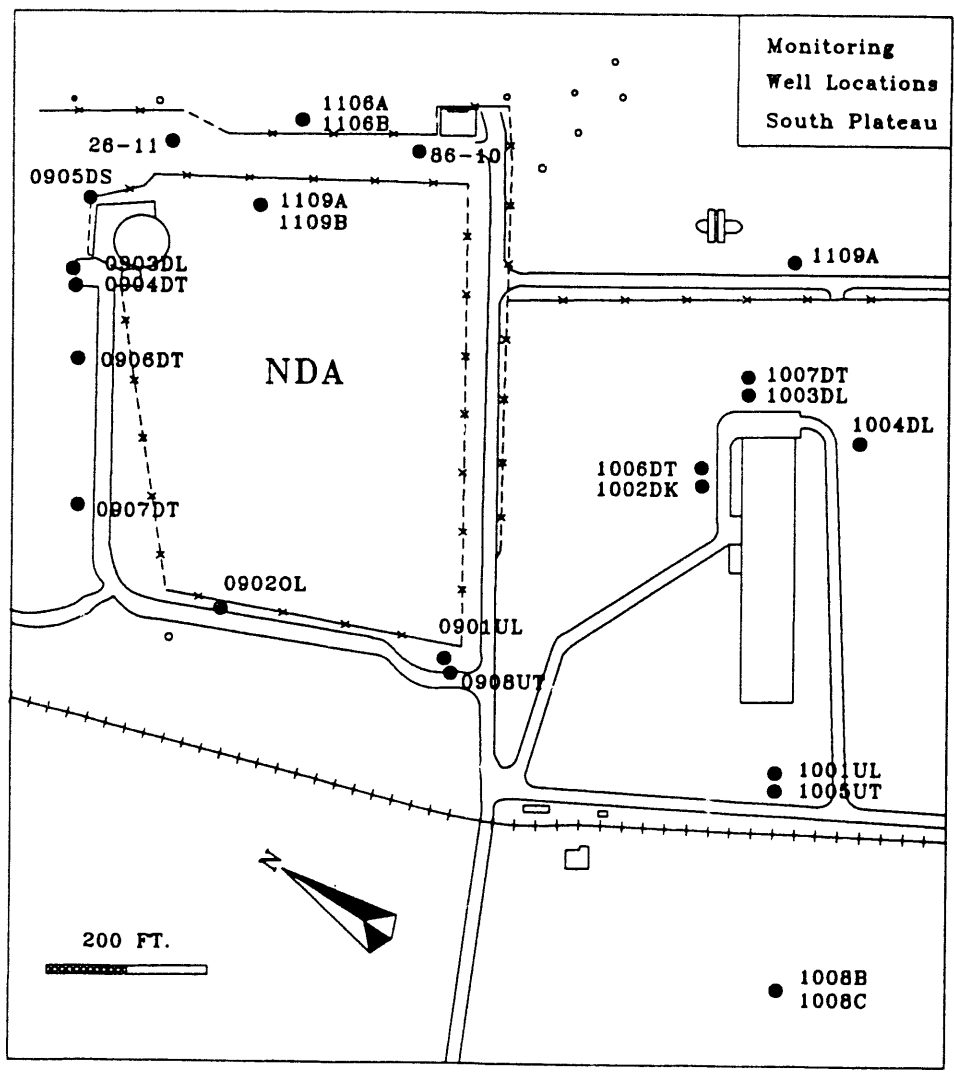 Monitoring
Well Locations
South Plateau
1106A
1106B
26-11
86-10
0905DS
1109A
1109B
1109A
0903DL
0904DT
0906DT
NDA
1007DT
1003DL
1004DL
1006DT
1002DK
0907DT
0902OL
0901UL
0908UT
1001UL
1005UT
N
200 FT.
1008B
1008C